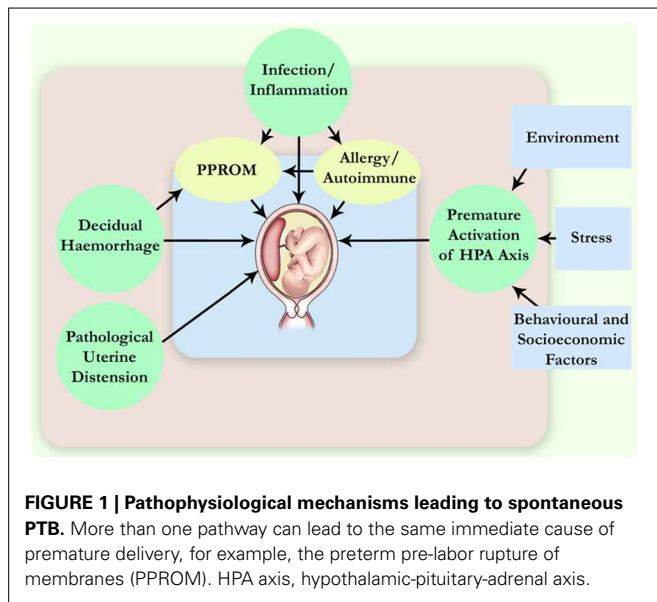 Infection/
Inflammation
PPROM
Allergy/
Autoimmune
Environment
Decidual
Haemorrhage
Premature
Activation
of HPA Axis
Stress
Pathological
Uterine
Distension
Behavioural and
Socioeconomic
Factors
FIGURE 1 | Pathophysiological mechanisms leading to spontaneous
PTB. More than one pathway can lead to the same immediate cause of
premature delivery, for example, the preterm pre-labor rupture of
membranes (PPROM). HPA axis, hypothalamic-pituitary-adrenal axis.